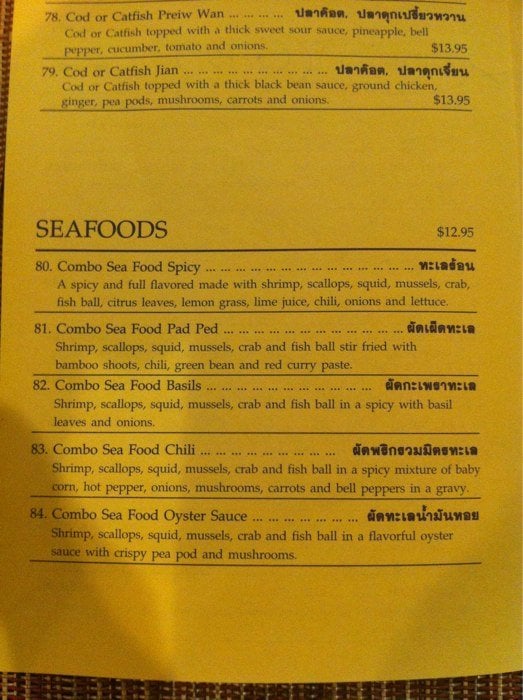 78. Cod or Catfish Preiw Wan ... ... ... ... ปลาค๊อต, ปลาดุกเปรี้ยวหวาน
Cod or Catfish topped with a thick sweet sour sauce, pineapple, bell
pepper, cucumber, tomato and onions. $13.95
79. Cod or Catfish Jian ... ... ... ... ... ... ... ... ... ปลาค๊อต, ปลาดุกเจี๋ยน
Cod or Catfish topped with a thick black bean sauce, ground chicken,
ginger, pea pods, mushrooms, carrots and onions. $13.95
SEAFOODS $12.95
80. Combo Sea Food Spicy ... ... ... ... ... ... ... ... ... ... ... ... ... ทะเลร้อน
A spicy and full flavored made with shrimp, scallops, squid, mussels, crab,
fish ball, citrus leaves, lemon grass, lime juice, chili, onions and lettuce.
81. Combo Sea Food Pad Ped ... ... ... ... ... ... ... ... ... ... ... ผัดเผ็ดทะเล
Shrimp, scallops, squid, mussels, crab and fish ball stir fried with
bamboo shoots, chili, green bean and red curry paste.
82. Combo Sea Food Basils ... ... ... ... ... ... ... ... ... ... ผัดกะเพราทะเล
Shrimp, scallops, squid, mussels, crab and fish ball in a spicy with basil
leaves and onions.
83. Combo Sea Food Chili ... ... ... ... ... ... ... ... ผัดพริกรวมมิตรทะเล
Shrimp, scallops, squid, mussels, crab and fish ball in a spicy mixture of baby
corn, hot pepper, onions, mushrooms, carrots and bell peppers in a gravy.
84. Combo Sea Food Oyster Sauce ... ... ... ... ... ... ... ผัดทะเลน้ำมันหอย
Shrimp, scallops, squid, mussels, crab and fish ball in a flavorful oyster
sauce with crispy pea pod and mushrooms.